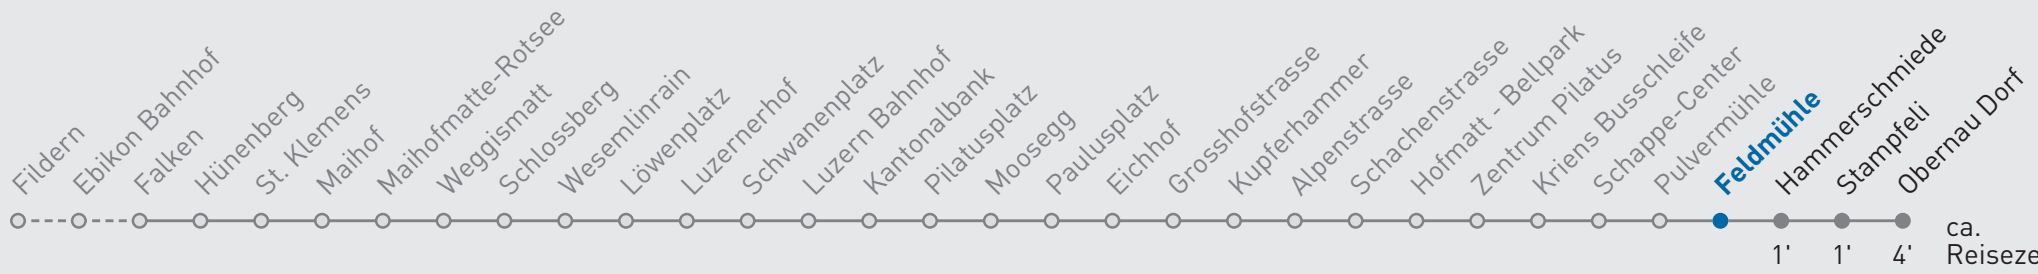 Fildern
Ebikon Bahnhof
Falken
Hünenberg
St. Klemens
Maihof
Maihofmatte-Rotsee
Weggismatt
Schlossberg
Wesemlinrain
Löwenplatz
Luzernerhof
Schwanenplatz
Luzern Bahnhof
Kantonalbank
Pilatusplatz
Moosegg
Paulusplatz
Eichhof
Grosshofstrasse
Kupferhammer
Alpenstrasse
Schachenstrasse
Hofmatt - Bellpark
Zentrum Pilatus
Kriens Busschleife
Schappe-Center
Pulvermühle
Feldmühle
Hammerschmiede
Stampfeli
Obernau Dorf
ca.
1' 1' 4' Reiseze